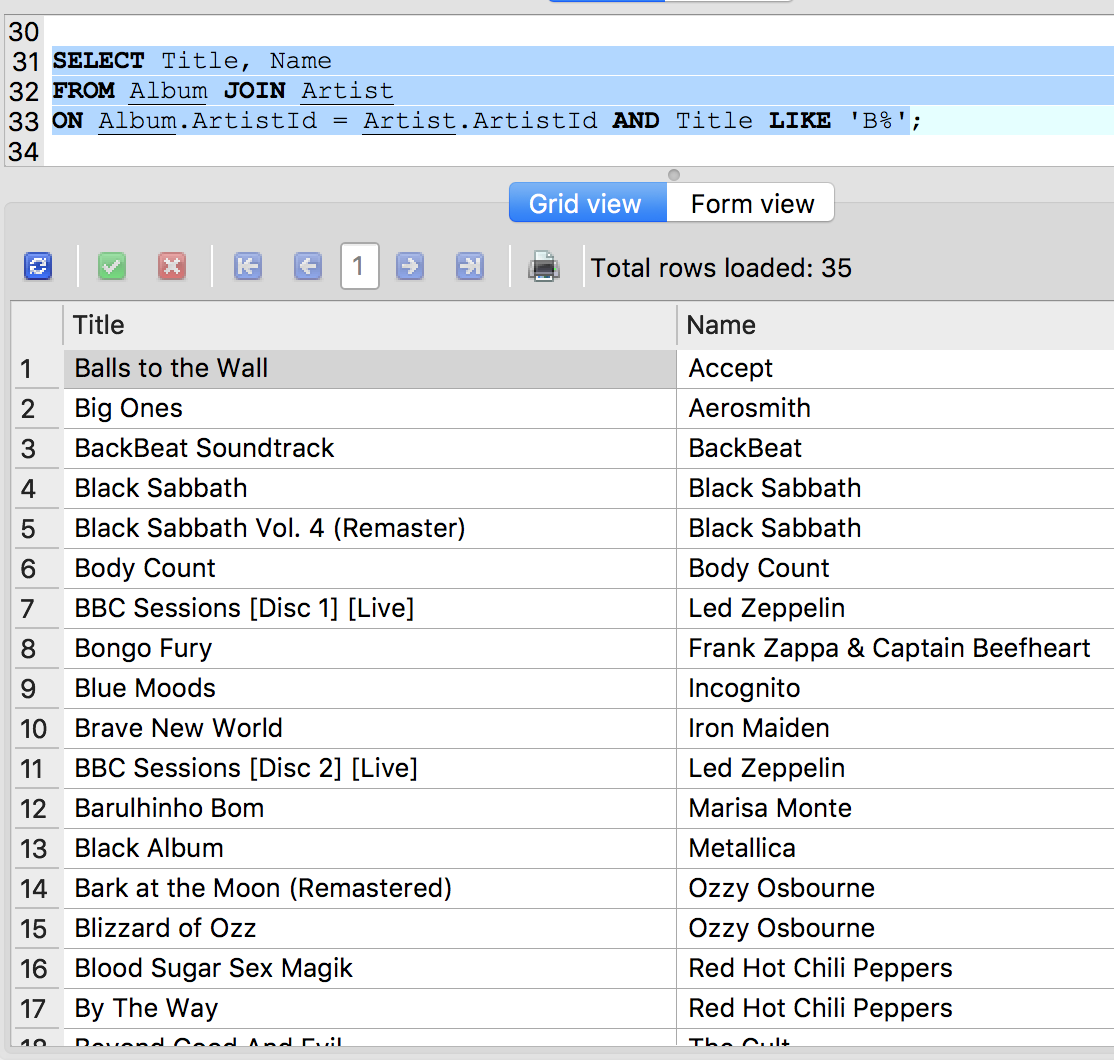 30
31 SELECT Title, Name
32 FROM Album JOIN Artist
33 ON Album.ArtistId = Artist.ArtistId AND Title LIKE 'B%';
34
Grid view Form view
1 Total rows loaded: 35
Title Name
1 Balls to the Wall Accept
2 Big Ones Aerosmith
3 BackBeat Soundtrack BackBeat
4 Black Sabbath Black Sabbath
5 Black Sabbath Vol. 4 (Remaster) Black Sabbath
6 Body Count Body Count
7 BBC Sessions [Disc 1] [Live] Led Zeppelin
8 Bongo Fury Frank Zappa & Captain Beefheart
9 Blue Moods Incognito
10 Brave New World Iron Maiden
11 BBC Sessions [Disc 2] [Live] Led Zeppelin
12 Barulhinho Bom Marisa Monte
13 Black Album Metallica
14 Bark at the Moon (Remastered) Ozzy Osbourne
15 Blizzard of Ozz Ozzy Osbourne
16 Blood Sugar Sex Magik Red Hot Chili Peppers
17 By The Way Red Hot Chili Peppers
18 Beyond Good And Evil The Cult